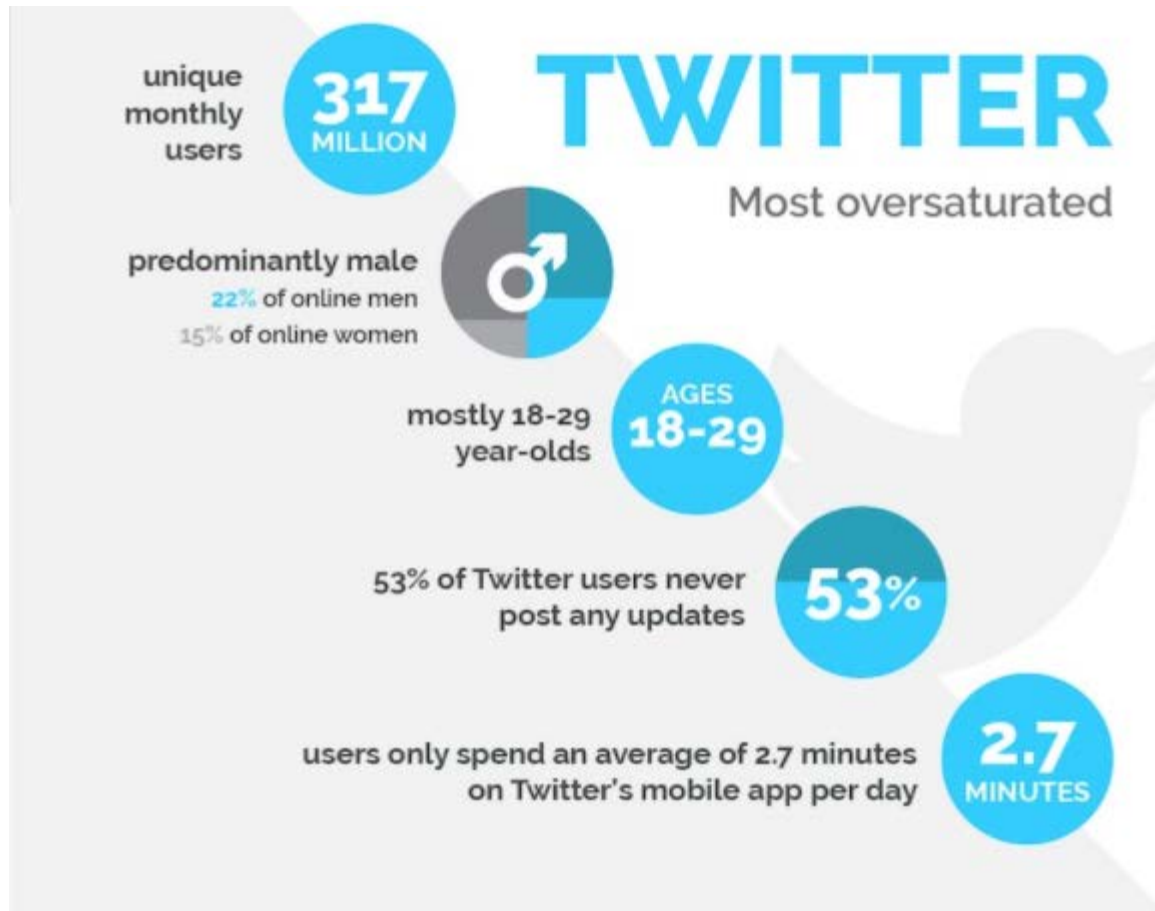 TWITTER
Most oversaturated
unique
monthly
users
317
MILLION
predominantly male
22% of online men
15% of online women
mostly 18-29
year-olds
AGES
18-29
53% of Twitter users never
post any updates
53%
users only spend an average of 2.7 minutes
on Twitter's mobile app per day
2.7
MINUTES